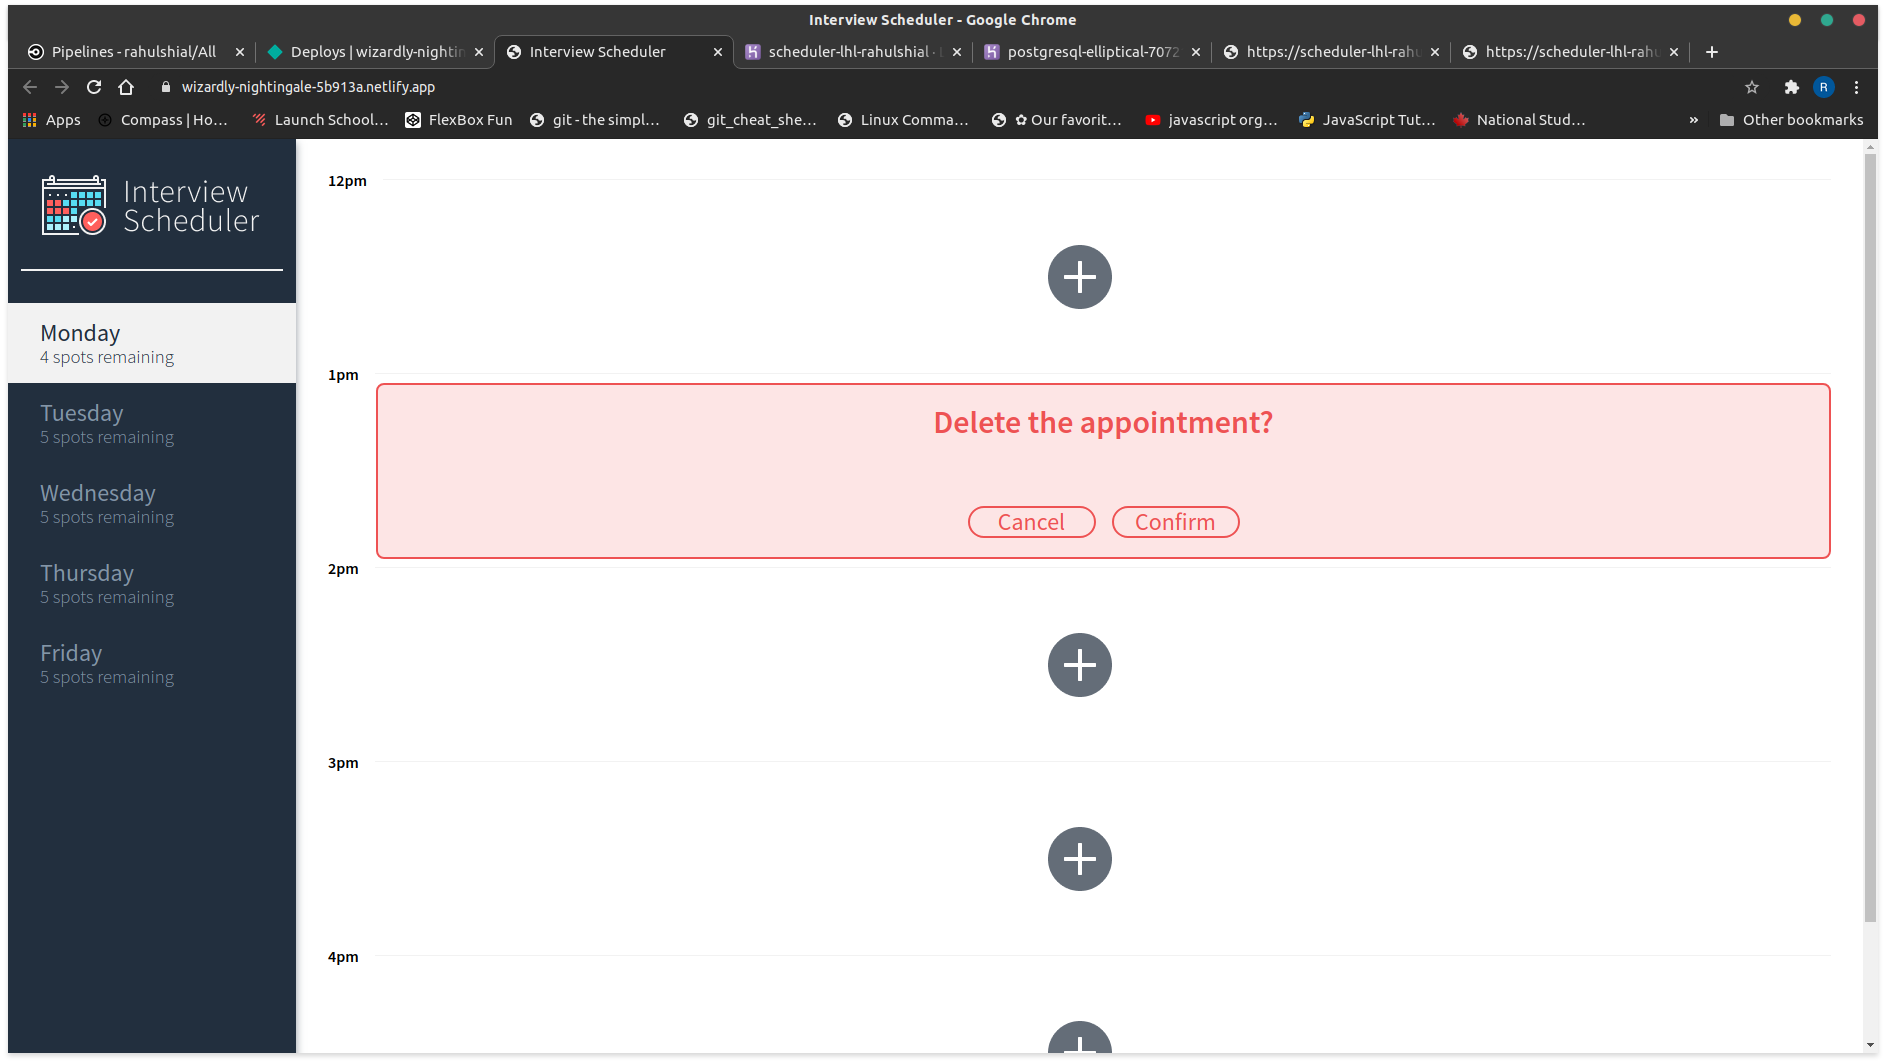 Interview Scheduler - Google Chrome
Pipelines - rahulshial/All
Deploys | wizardly-nightin
Interview Scheduler
scheduler-lhl-rahulshial ·
postgresql-elliptical-7072
https://scheduler-lhl-rahu
https://scheduler-lhl-rahu
wizardly-nightingale-5b913a.netlify.app
R
Apps
Compass | Ho...
Launch School...
FlexBox Fun
git - the simpl...
git_cheat_she...
Linux Comma...
✿ Our favorit...
javascript org...
JavaScript Tut...
National Stud...
»
Other bookmarks
Interview
Scheduler
Monday
4 spots remaining
Tuesday
5 spots remaining
Wednesday
5 spots remaining
Thursday
5 spots remaining
Friday
5 spots remaining
12pm
1pm
Delete the appointment?
Cancel
Confirm
2pm
3pm
4pm